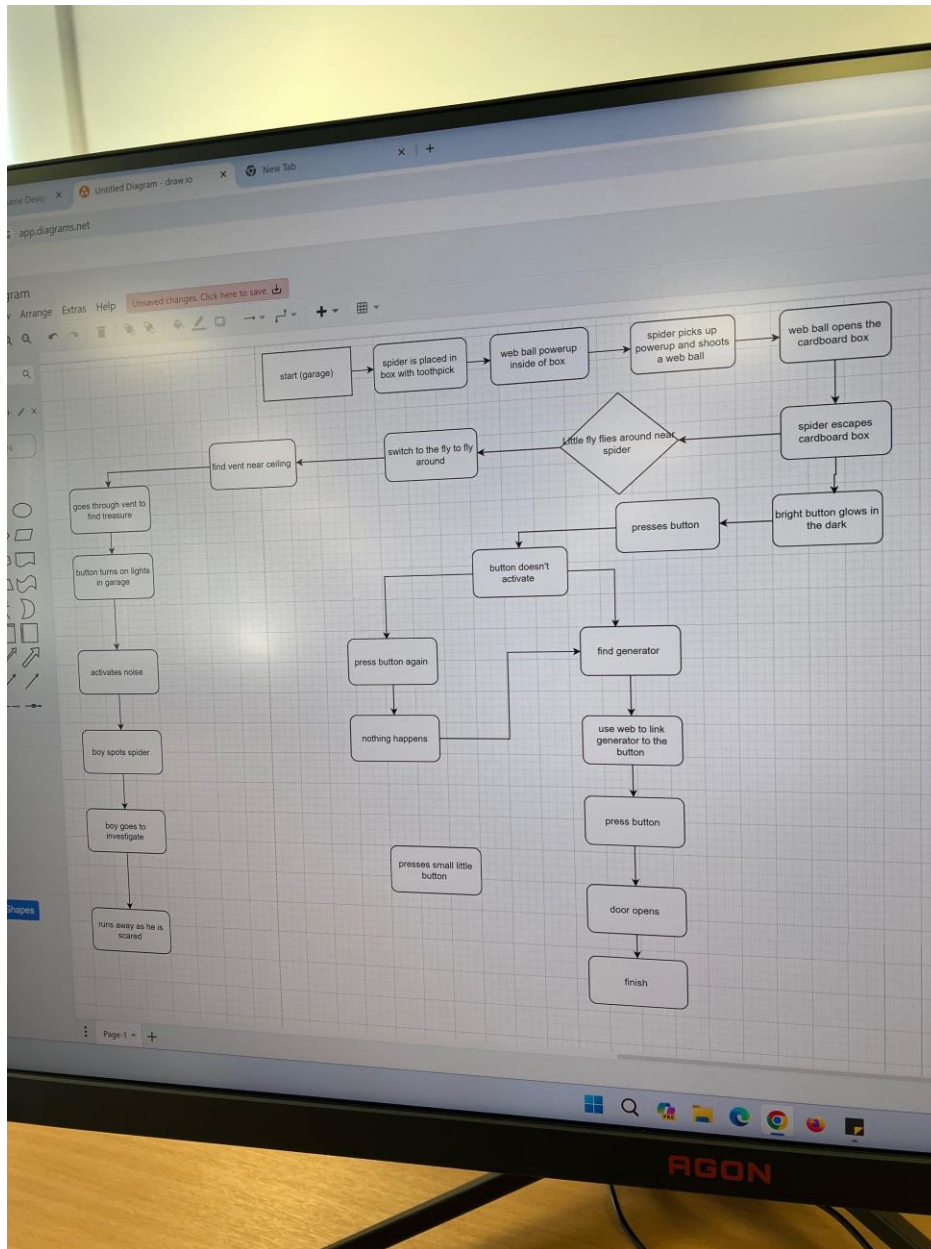 Untitled Diagram - draw.io
New Tab
app.diagrams.net
Arrange Extras Help
Unsaved changes. Click here to save
start (garage)
spider is placed in
box with toothpick
web ball powerup
inside of box
spider picks up
powerup and shoots
a web ball
web ball opens the
cardboard box
spider escapes
cardboard box
Little fly flies around near
spider
switch to the fly to fly
around
find vent near ceiling
goes through vent to
find treasure
button turns on lights
in garage
activates noise
boy spots spider
boy goes to
investigate
runs away as he is
scared
bright button glows in
the dark
presses button
button doesn't
activate
press button again
nothing happens
find generator
use web to link
generator to the
button
press button
door opens
finish
presses small little
button
Shapes
Page-1
AGON